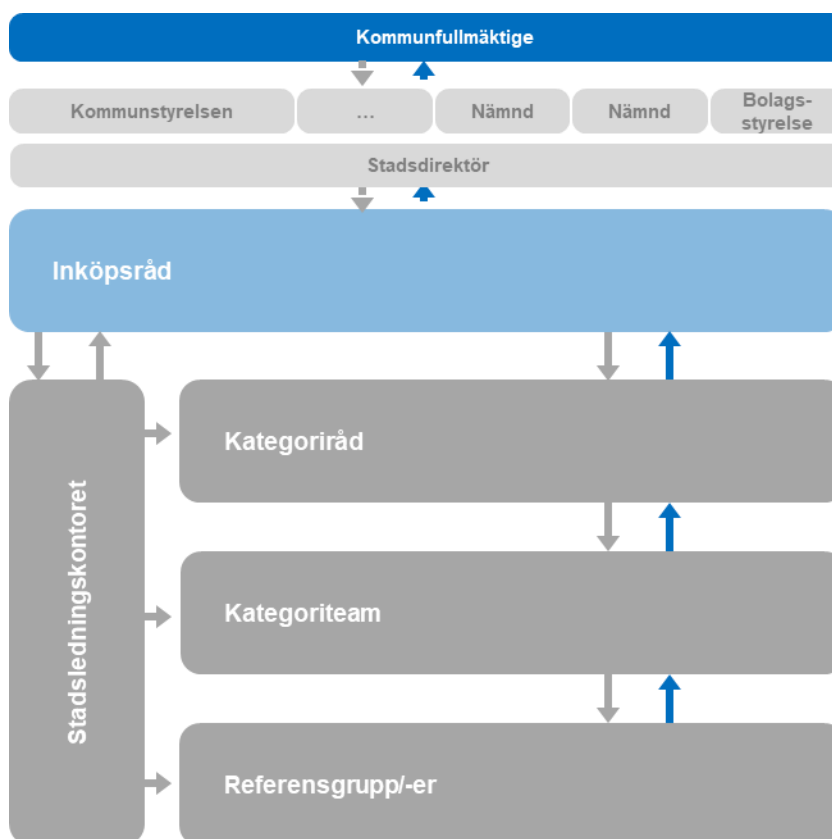 Kommunfullmäktige
Kommunstyrelsen
...
Nämnd
Nämnd
Bolags-
styrelse
Stadsdirektör
Inköpsråd
Stadsledningskontoret
Kategoriråd
Kategoriteam
Referensgrupp/-er